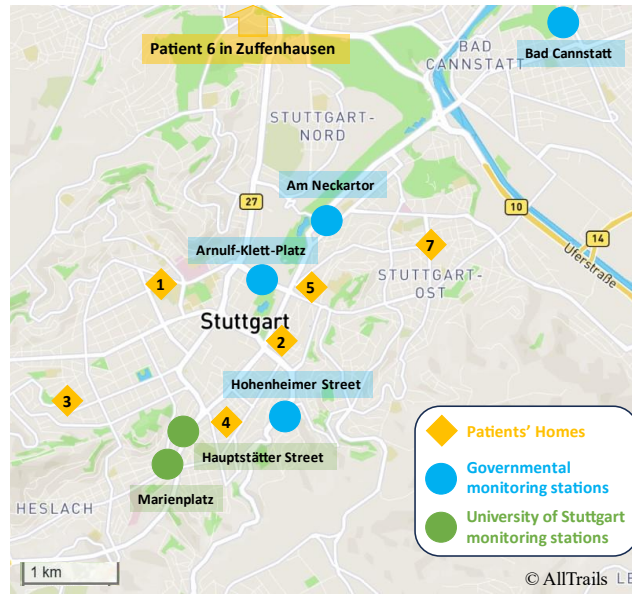 Patient 6 in Zuffenhausen
BAD
CANNSTATT
Bad Cannstatt
STUTTGART-
NORD
Am Neckartor
27
10
14
Uferstraße
Arnulf-Klett-Platz
7
1
5
STUTTGART-
OST
Stuttgart
2
Hohenheimer Street
3
4
Hauptstätter Street
Marienplatz
HESLACH
Patients' Homes
Governmental
monitoring stations
University of Stuttgart
monitoring stations
1 km
© AllTrails
LE